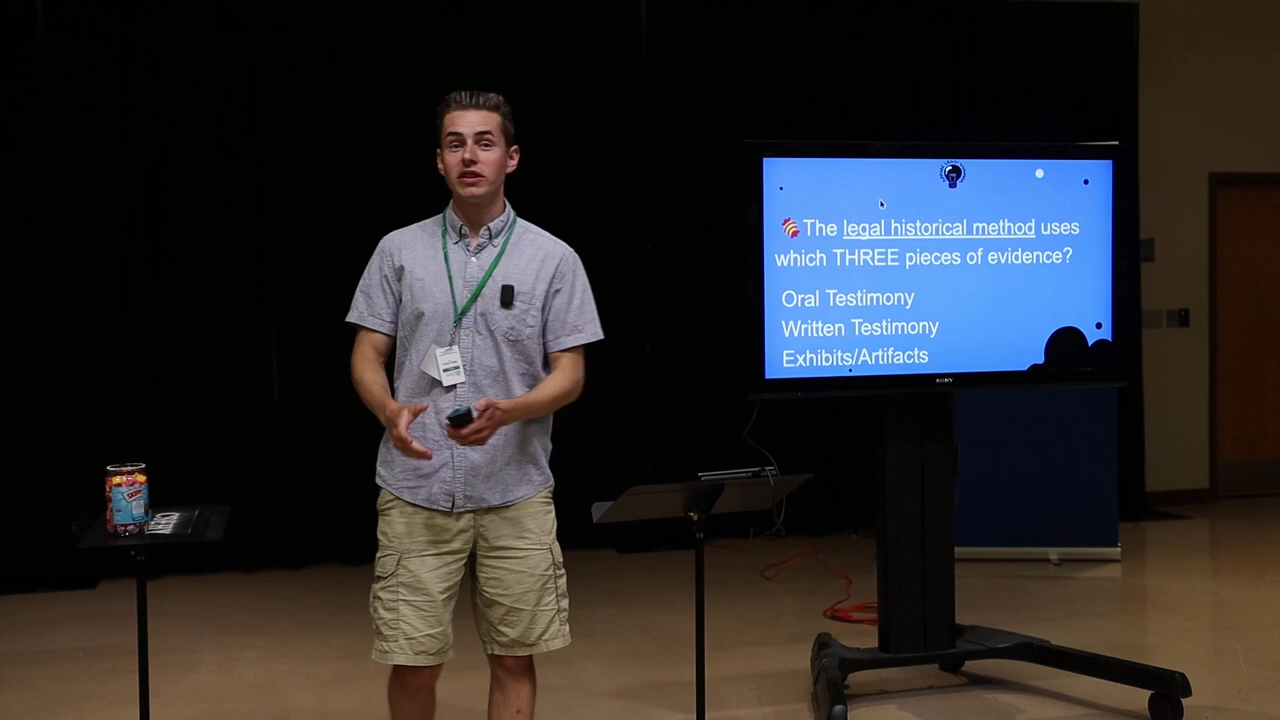 The legal historical method uses
which THREE pieces of evidence?
Oral Testimony
Written Testimony
Exhibits/Artifacts
SONY